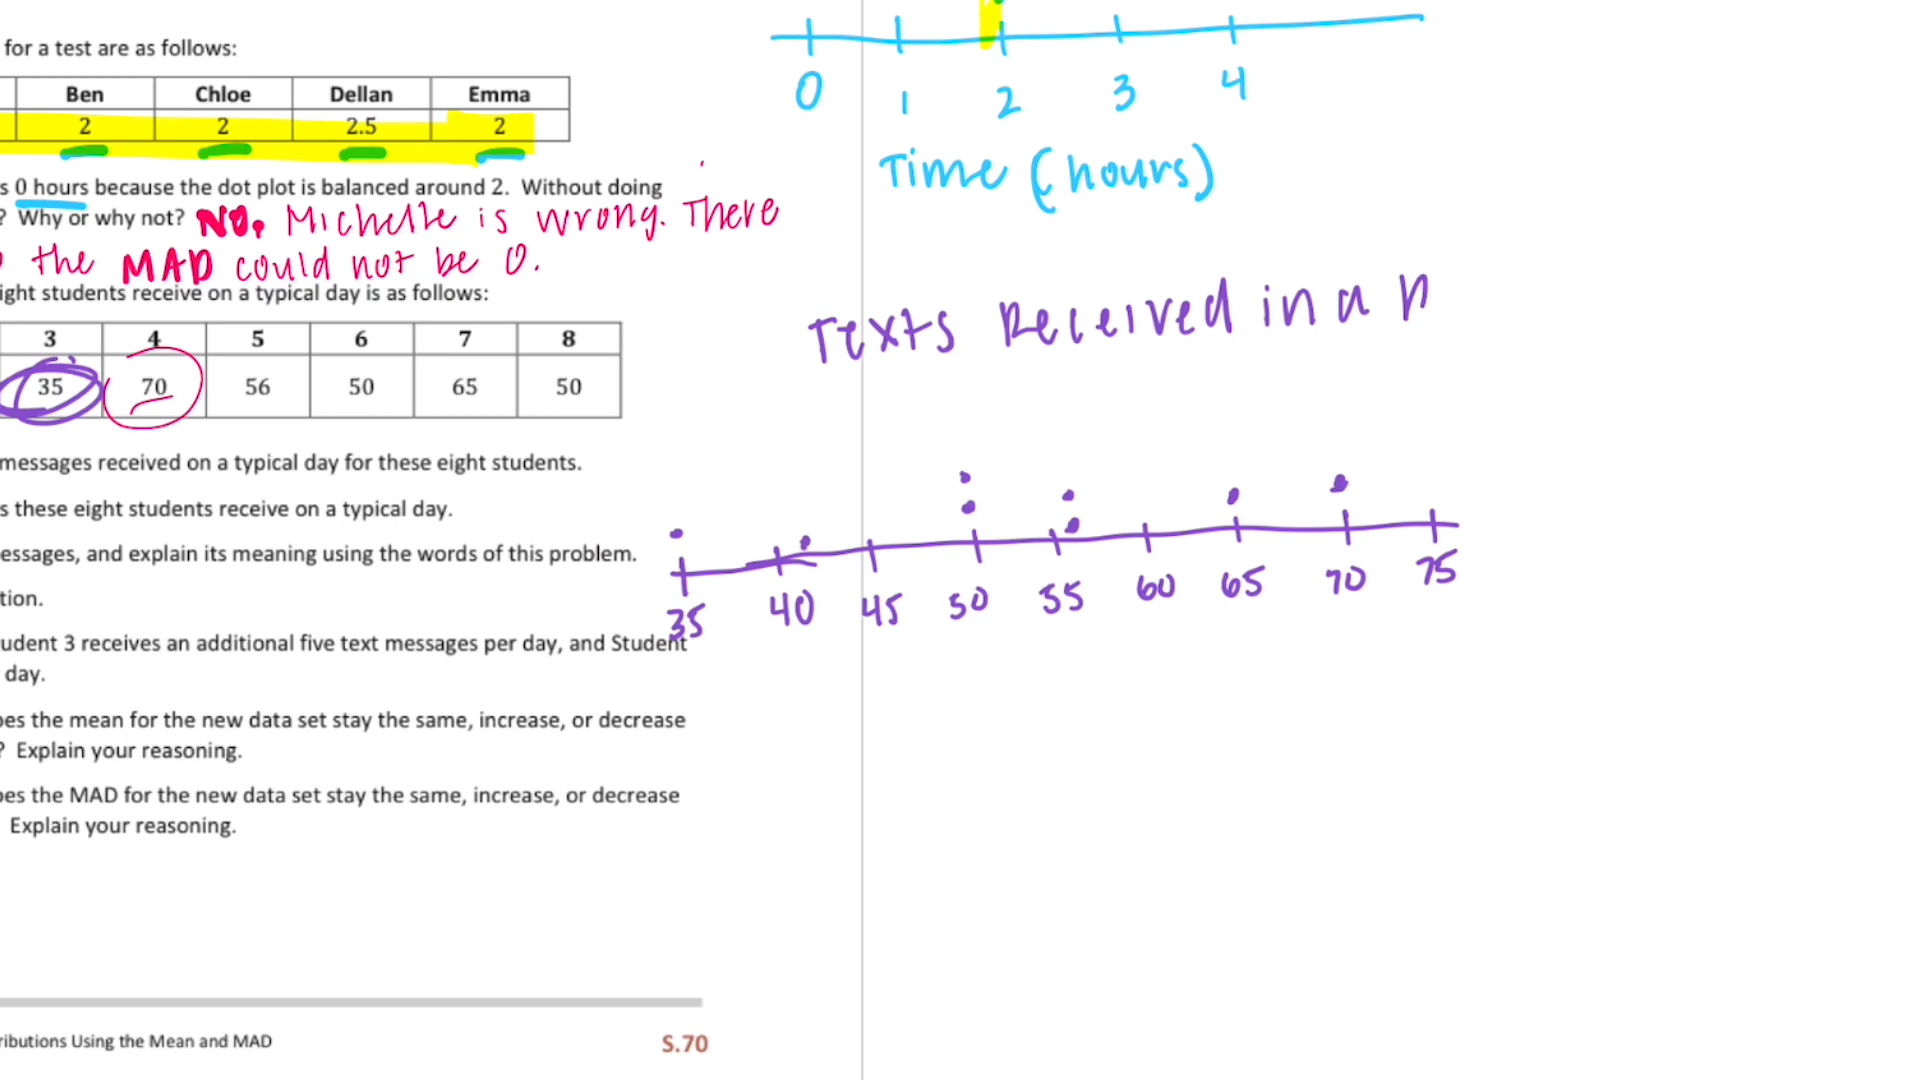 for a test are as follows:
Ben Chloe Dellan Emma
2 2 2.5 2
s 0 hours because the dot plot is balanced around 2. Without doing
? Why or why not? NO. Michelle is wrong. There
the MAD could not be 0.
ight students receive on a typical day is as follows:
3 4 5 6 7 8
35 70 56 50 65 50
messages received on a typical day for these eight students.
s these eight students receive on a typical day.
essages, and explain its meaning using the words of this problem.
tion.
udent 3 receives an additional five text messages per day, and Student
day.
oes the mean for the new data set stay the same, increase, or decrease
? Explain your reasoning.
oes the MAD for the new data set stay the same, increase, or decrease
Explain your reasoning.
ributions Using the Mean and MAD
S.70
0 1 2 3 4
Time (hours)
Texts Received in a
35 40 45 50 55 60 65 70 75